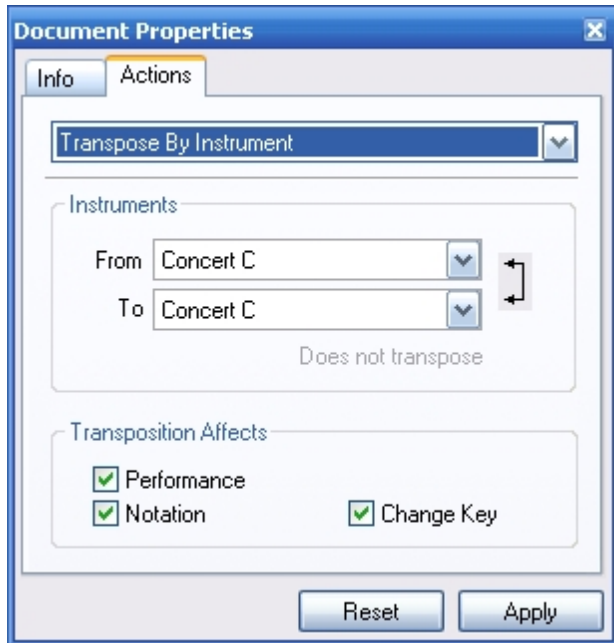 Document Properties
Info Actions
Transpose By Instrument
Instruments
From Concert C
To Concert C
Does not transpose
Transposition Affects
Performance
Notation Change Key
Reset Apply